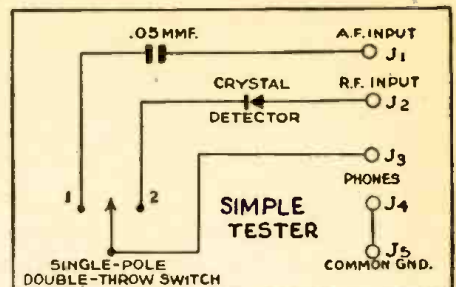 .05 MMF.
A.F. INPUT
J1
R.F. INPUT
CRYSTAL
J2
DETECTOR
J3
PHONES
1
2
SIMPLE
J4
TESTER
J5
SINGLE-POLE
COMMON GND.
DOUBLE-THROW SWITCH